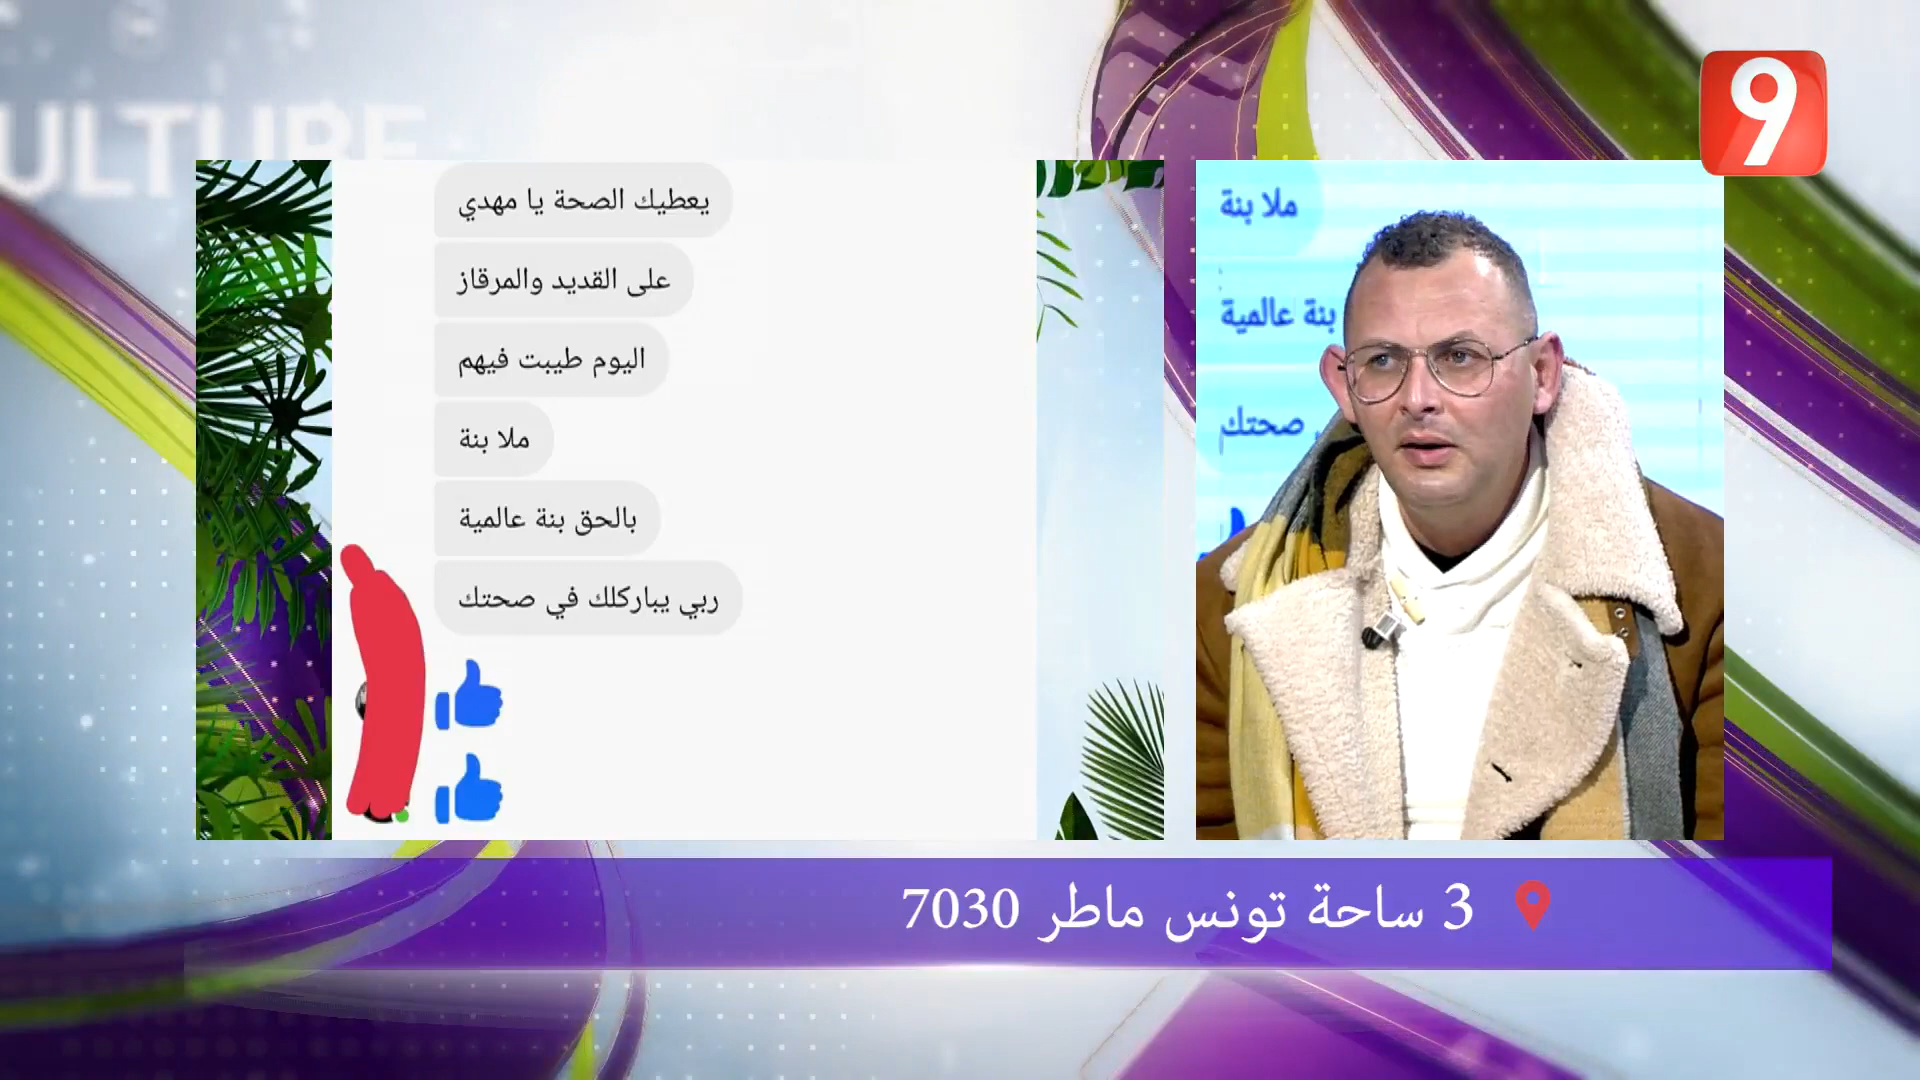 ULTURE
9
يعطيك الصحة يا مهدي
على القديد والمرقاز
اليوم طيبت فيهم
ملا بنة
بالحق بنة عالمية
ربي يباركلك في صحتك
ملا بنة
بنة عالمية
صحتك
3 ساحة تونس ماطر 7030